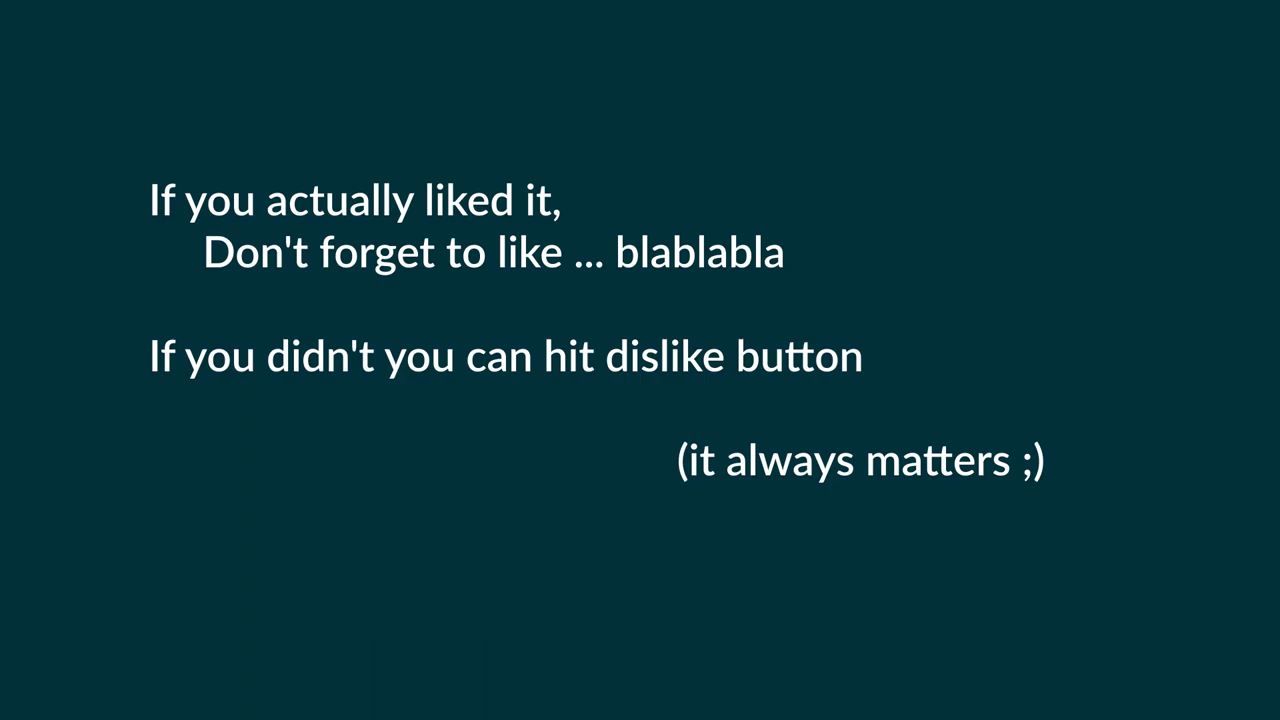 If you actually liked it,
Don't forget to like ... blablabla
If you didn't you can hit dislike button
(it always matters ;)